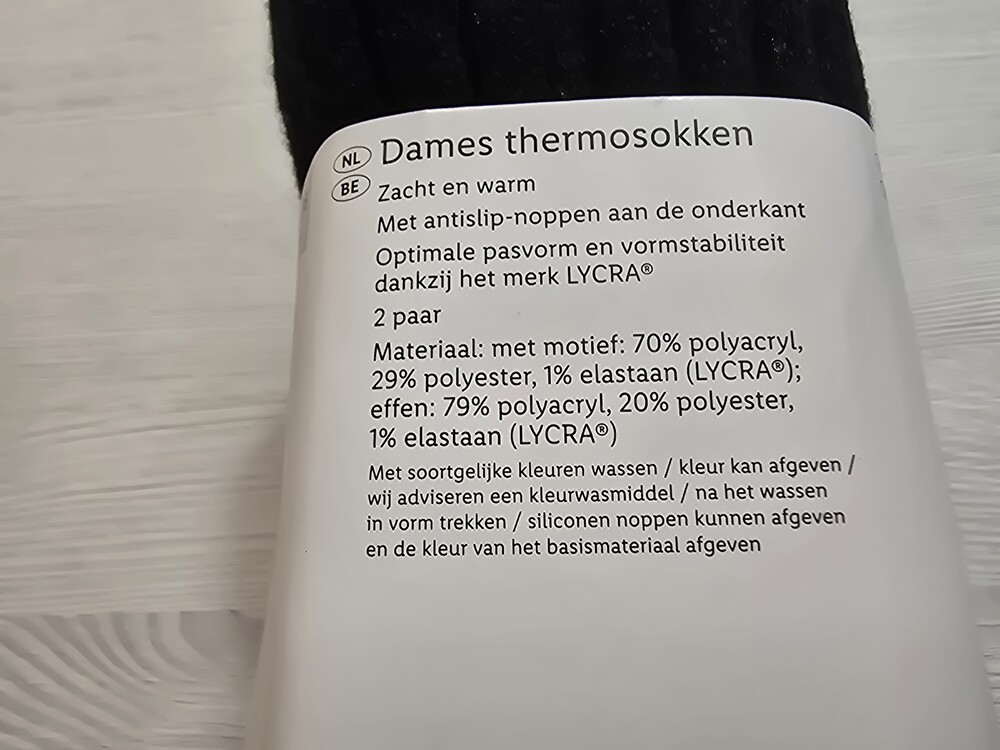 NL Dames thermosokken
BE Zacht en warm
Met antislip-noppen aan de onderkant
Optimale pasvorm en vormstabiliteit
dankzij het merk LYCRA®
2 paar
Materiaal: met motief: 70% polyacryl,
29% polyester, 1% elastaan (LYCRA®);
effen: 79% polyacryl, 20% polyester,
1% elastaan (LYCRA®)
Met soortgelijke kleuren wassen / kleur kan afgeven /
wij adviseren een kleurwasmiddel / na het wassen
in vorm trekken / siliconen noppen kunnen afgeven
en de kleur van het basismateriaal afgeven